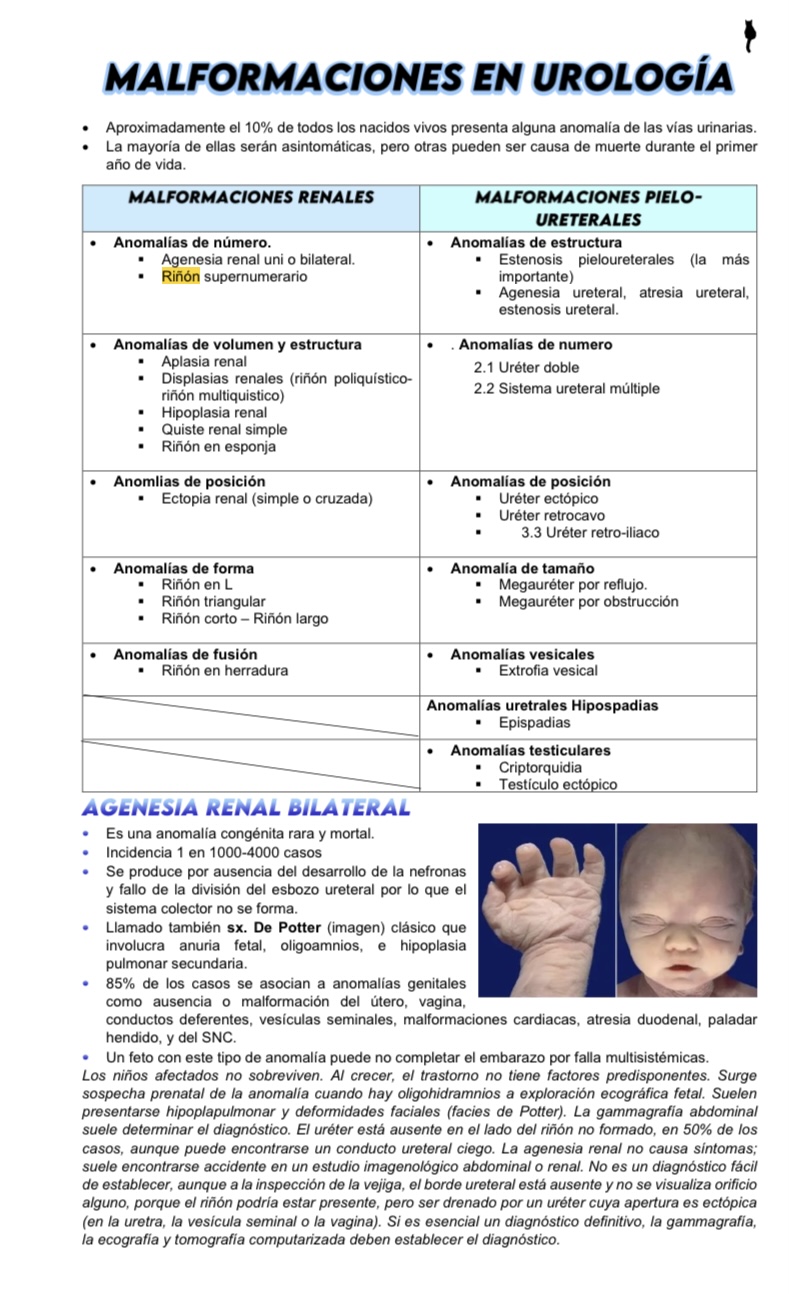 MALFORMACIONES EN UROLOGÍA
• Aproximadamente el 10% de todos los nacidos vivos presenta alguna anomalía de las vías urinarias.
• La mayoría de ellas serán asintomáticas, pero otras pueden ser causa de muerte durante el primer
año de vida.
MALFORMACIONES RENALES
MALFORMACIONES PIELO-
URETERALES
• Anomalías de número.
▪ Agenesia renal uni o bilateral.
▪ Riñón supernumerario
• Anomalías de estructura
▪ Estenosis pieloureterales (la más
importante)
▪ Agenesia ureteral, atresia ureteral,
estenosis ureteral.
• Anomalías de volumen y estructura
▪ Aplasia renal
▪ Displasias renales (riñón poliquístico-
riñón multiquistico)
▪ Hipoplasia renal
▪ Quiste renal simple
▪ Riñón en esponja
• . Anomalías de numero
2.1 Uréter doble
2.2 Sistema ureteral múltiple
• Anomlias de posición
▪ Ectopia renal (simple o cruzada)
• Anomalías de posición
▪ Uréter ectópico
▪ Uréter retrocavo
▪ 3.3 Uréter retro-iliaco
• Anomalías de forma
▪ Riñón en L
▪ Riñón triangular
▪ Riñón corto – Riñón largo
• Anomalía de tamaño
▪ Megauréter por reflujo.
▪ Megauréter por obstrucción
• Anomalías de fusión
▪ Riñón en herradura
• Anomalías vesicales
▪ Extrofia vesical
Anomalías uretrales Hipospadias
▪ Epispadias
• Anomalías testiculares
▪ Criptorquidia
▪ Testículo ectópico
AGENESIA RENAL BILATERAL
• Es una anomalía congénita rara y mortal.
• Incidencia 1 en 1000-4000 casos
• Se produce por ausencia del desarrollo de la nefronas
y fallo de la división del esbozo ureteral por lo que el
sistema colector no se forma.
• Llamado también sx. De Potter (imagen) clásico que
involucra anuria fetal, oligoamnios, e hipoplasia
pulmonar secundaria.
• 85% de los casos se asocian a anomalías genitales
como ausencia o malformación del útero, vagina,
conductos deferentes, vesículas seminales, malformaciones cardiacas, atresia duodenal, paladar
hendido, y del SNC.
• Un feto con este tipo de anomalía puede no completar el embarazo por falla multisistémicas.
Los niños afectados no sobreviven. Al crecer, el trastorno no tiene factores predisponentes. Surge
sospecha prenatal de la anomalía cuando hay oligohidramnios a exploración ecográfica fetal. Suelen
presentarse hipoplapulmonar y deformidades faciales (facies de Potter). La gammagrafía abdominal
suele determinar el diagnóstico. El uréter está ausente en el lado del riñón no formado, en 50% de los
casos, aunque puede encontrarse un conducto ureteral ciego. La agenesia renal no causa síntomas;
suele encontrarse accidente en un estudio imagenológico abdominal o renal. No es un diagnóstico fácil
de establecer, aunque a la inspección de la vejiga, el borde ureteral está ausente y no se visualiza orificio
alguno, porque el riñón podría estar presente, pero ser drenado por un uréter cuya apertura es ectópica
(en la uretra, la vesícula seminal o la vagina). Si es esencial un diagnóstico definitivo, la gammagrafía,
la ecografía y tomografía computarizada deben establecer el diagnóstico.